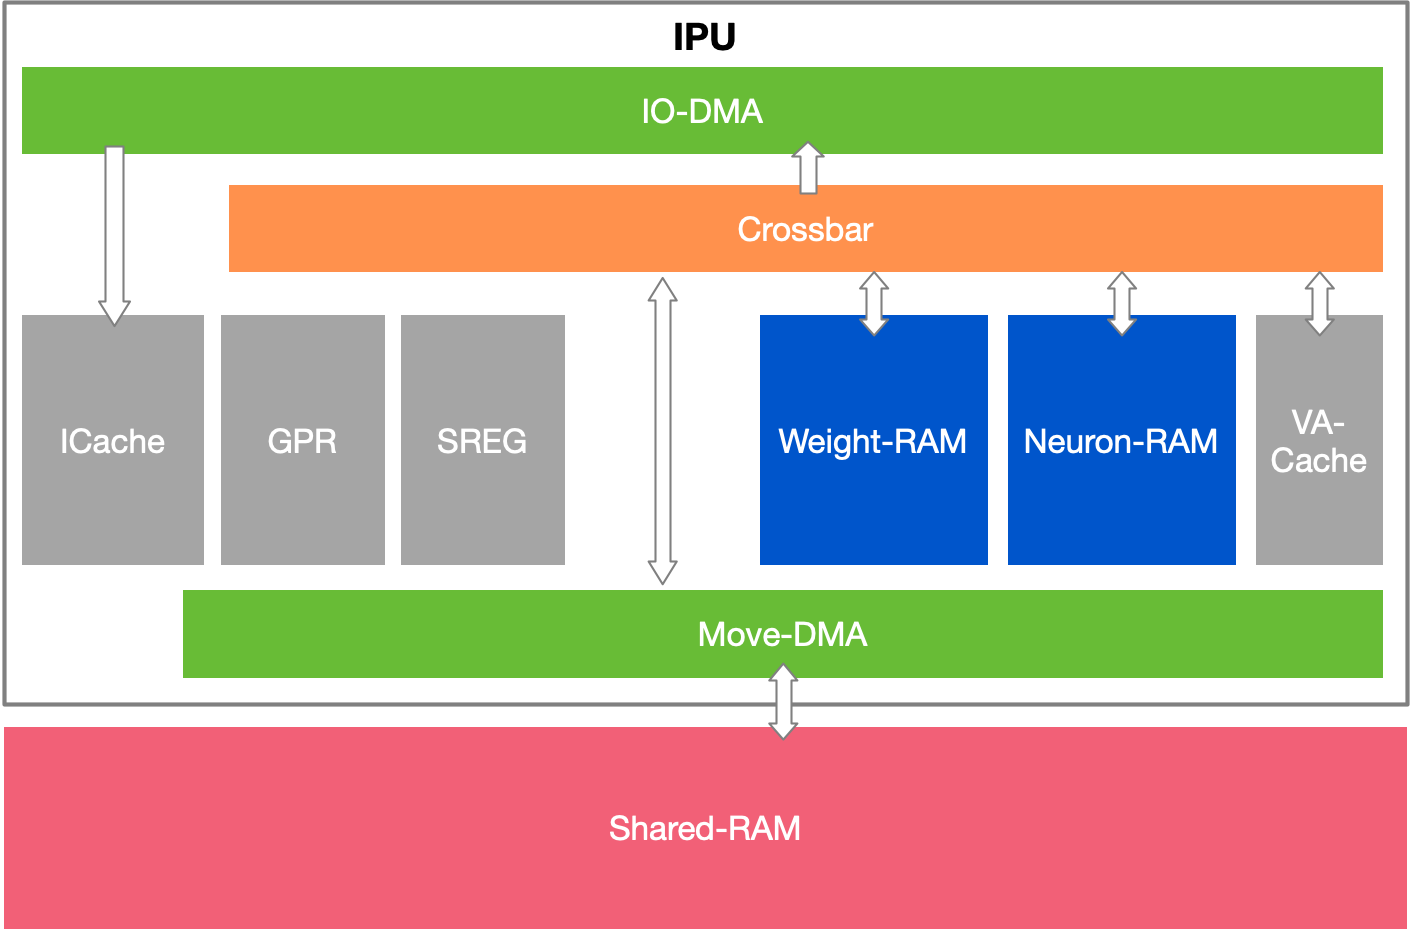 IPU
IO-DMA
Crossbar
ICache
GPR
SREG
Weight-RAM
Neuron-RAM
VA-
Cache
Move-DMA
Shared-RAM